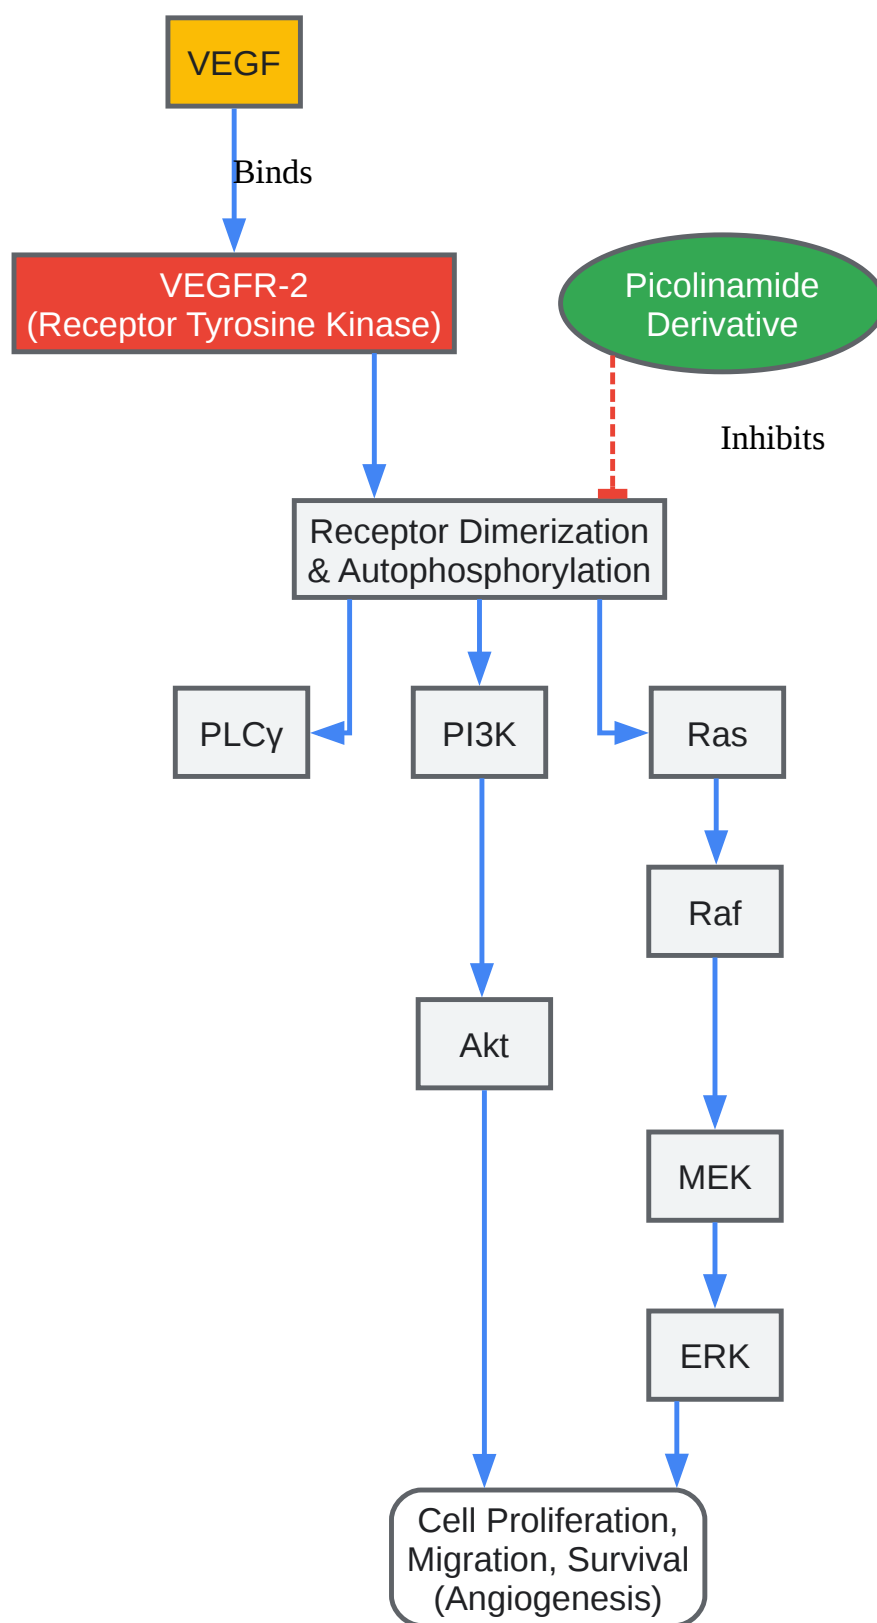 VEGF
Binds
VEGFR-2
(Receptor Tyrosine Kinase)
Picolinamide
Derivative
Inhibits
Receptor Dimerization
& Autophosphorylation
PLCγ
PI3K
Ras
Raf
Akt
MEK
ERK
Cell Proliferation,
Migration, Survival
(Angiogenesis)